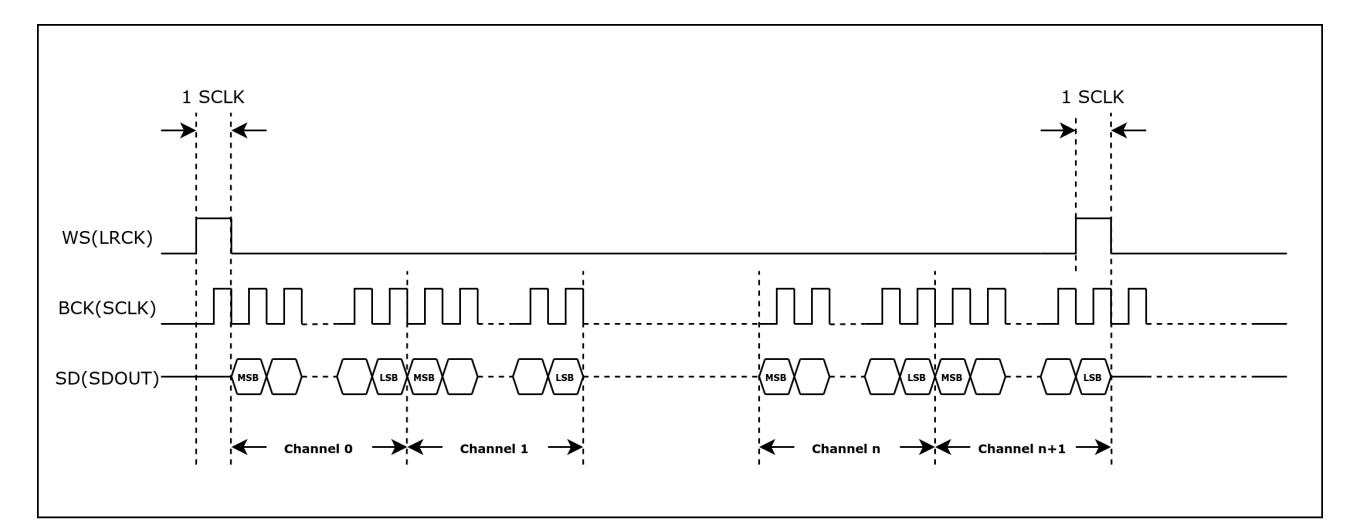 1 SCLK 1 SCLK
WS(LRCK)
BCK(SCLK)
SD(SDOUT) MSB LSB MSB LSB MSB LSB MSB LSB
Channel 0 Channel 1 Channel n Channel n+1